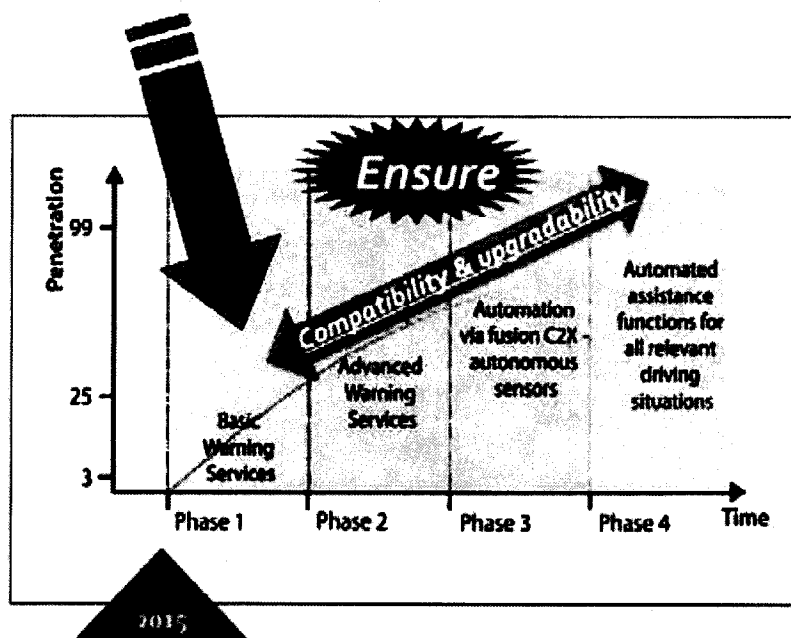 Ensure
Penetration
99
25
3
Compatibility & upgradability
Basic
Warning
Services
Advanced
Warning
Services
Automation
via fusion C2X
autonomous
sensors
Automated
assistance
functions for
all relevant
driving
situations
Phase 1
Phase 2
Phase 3
Phase 4
Time
2015